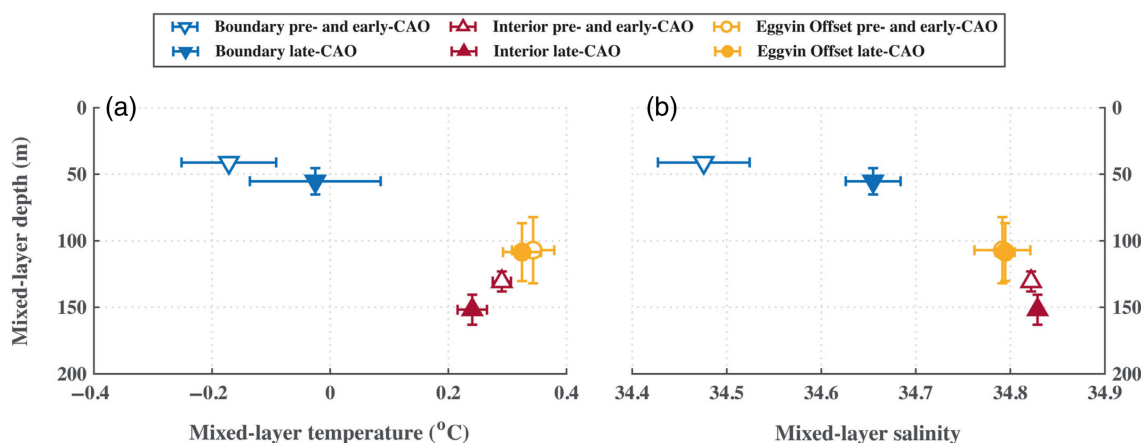 Boundary pre- and early-CAO Interior pre- and early-CAO Eggvin Offset pre- and early-CAO
Boundary late-CAO Interior late-CAO Eggvin Offset late-CAO
(a) (b)
0 0
50 50
100 100
150 150
200 200
Mixed-layer depth (m)
−0.4 −0.2 0 0.2 0.4 34.4 34.5 34.6 34.7 34.8 34.9
Mixed-layer temperature (°C) Mixed-layer salinity